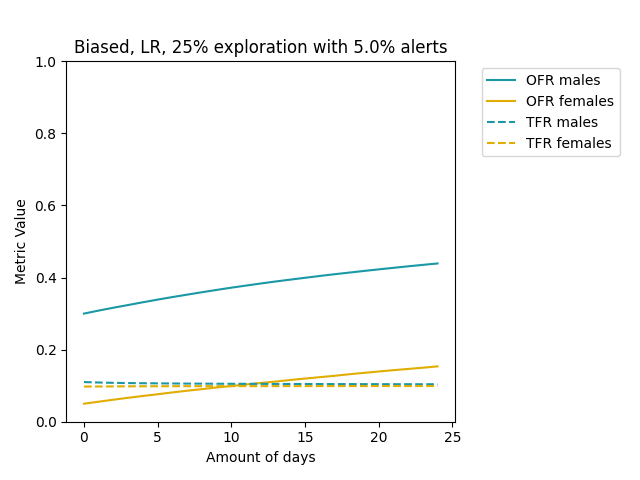 Biased, LR, 25% exploration with 5.0% alerts
OFR males
OFR females
TFR males
TFR females
Metric Value
1.0
0.8
0.6
0.4
0.2
0.0
0 5 10 15 20 25
Amount of days